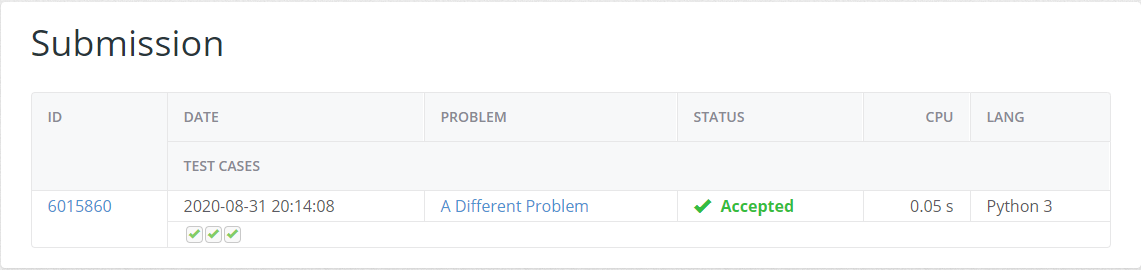 Submission
ID DATE PROBLEM STATUS CPU LANG
TEST CASES
6015860 2020-08-31 20:14:08 A Different Problem Accepted 0.05 s Python 3